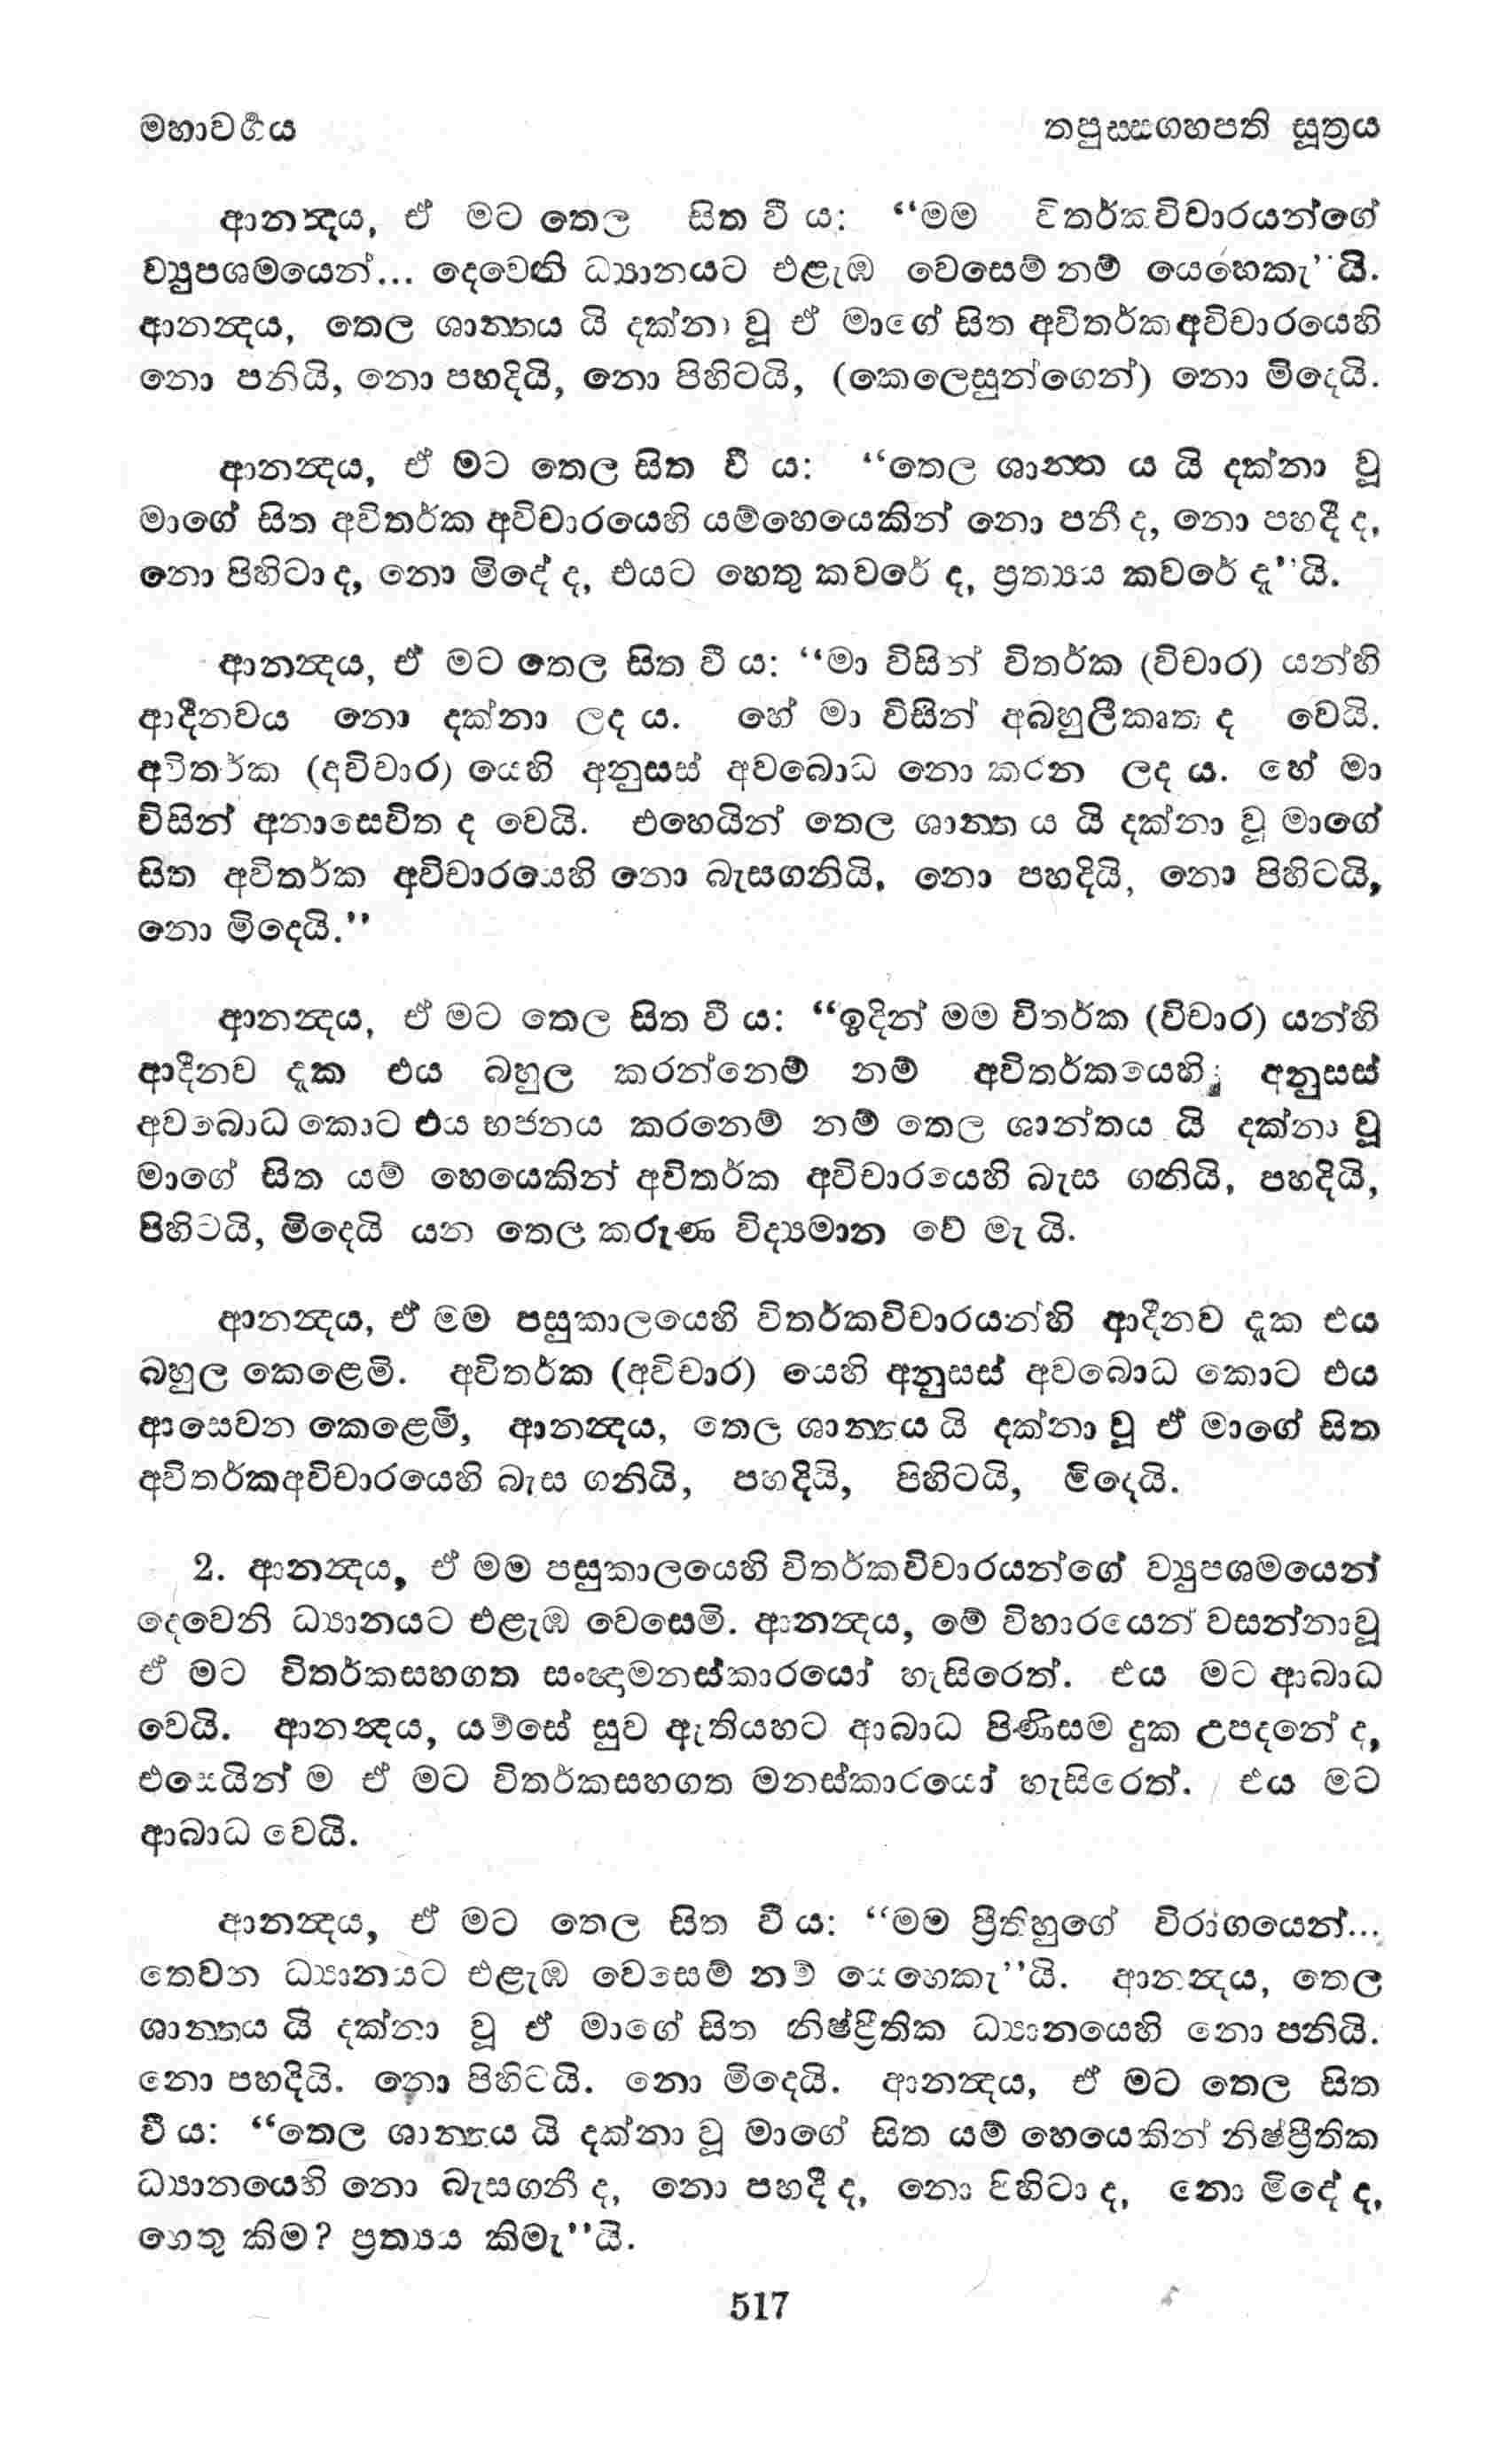 මහාවර්‍ගය
තපුස්සගහපති සූත්‍රය
ආනන්‍දය, ඒ මට තෙල සිත වී ය: “මම විතර්කවිචාරයන්ගේ
ව්‍යුපශමයෙන්... දෙවෙනි ධ්‍යානයට එළැඹ වෙසෙම් නම් යෙහෙකැ”යි.
ආනන්‍දය, තෙල ශාන්තය යි දක්නා වූ ඒ මාගේ සිත අවිතර්කඅවිචාරයෙහි
නො පනියි, නො පහදියි, නො පිහිටයි, (කෙලෙසුන්ගෙන්) නො මිදෙයි.
ආනන්‍දය, ඒ මට තෙල සිත වී ය: “තෙල ශාන්ත ය යි දක්නා වූ
මාගේ සිත අවිතර්ක අවිචාරයෙහි යම්හෙයෙකින් නො පනී ද, නො පහදී ද,
නො පිහිටා ද, නො මිදේ ද, එයට හෙතු කවරේ ද, ප්‍රත්‍යය කවරේ දැ”යි.
ආනන්‍දය, ඒ මට තෙල සිත වී ය: “මා විසින් විතර්ක (විචාර) යන්හි
ආදීනවය නො දක්නා ලද ය. හේ මා විසින් අබහුලීකෘත ද වෙයි.
අවිතර්ක (අවිචාර) යෙහි අනුසස් අවබොධ නො කරන ලද ය. හේ මා
විසින් අනාසෙවිත ද වෙයි. එහෙයින් තෙල ශාන්ත ය යි දක්නා වූ මාගේ
සිත අවිතර්ක අවිචාරයෙහි නො බැසගනියි, නො පහදියි, නො පිහිටයි,
නො මිදෙයි.”
ආනන්‍දය, ඒ මට තෙල සිත වී ය: “ඉදින් මම විතර්ක (විචාර) යන්හි
ආදීනව දැක එය බහුල කරන්නෙම් නම් අවිතර්කයෙහි අනුසස්
අවබොධ කොට එය භජනය කරනෙම් නම් තෙල ශාන්තය යි දක්නා වූ
මාගේ සිත යම් හෙයෙකින් අවිතර්ක අවිචාරයෙහි බැස ගනියි, පහදියි,
පිහිටයි, මිදෙයි යන තෙල කරුණ විද්‍යමාන වේ මැ යි.
ආනන්‍දය, ඒ මම පසුකාලයෙහි විතර්කවිචාරයන්හි ආදීනව දැක එය
බහුල කෙළෙමි. අවිතර්ක (අවිචාර) යෙහි අනුසස් අවබොධ කොට එය
ආසෙවන කෙළෙමි, ආනන්‍දය, තෙල ශාන්තය යි දක්නා වූ ඒ මාගේ සිත
අවිතර්කඅවිචාරයෙහි බැස ගනියි, පහදියි, පිහිටයි, මිදෙයි.
2. ආනන්‍දය, ඒ මම පසුකාලයෙහි විතර්කවිචාරයන්ගේ ව්‍යුපශමයෙන්
දෙවෙනි ධ්‍යානයට එළැඹ වෙසෙමි. ආනන්‍දය, මේ විහාරයෙන් වසන්නාවූ
ඒ මට විතර්කසහගත සංඥාමනස්කාරයෝ හැසිරෙත්. එය මට ආබාධ
වෙයි. ආනන්‍දය, යම්සේ සුව ඇතියහට ආබාධ පිණිසම දුක උපදනේ ද,
එසෙයින් ම ඒ මට විතර්කසහගත මනස්කාරයෝ හැසිරෙත්. එය මට
ආබාධ වෙයි.
ආනන්‍දය, ඒ මට තෙල සිත වී ය: “මම ප්‍රීතිහුගේ විරාගයෙන්...
තෙවන ධ්‍යානයට එළැඹ වෙසෙම් නම් යෙහෙකැ”යි. ආනන්‍දය, තෙල
ශාන්තය යි දක්නා වූ ඒ මාගේ සිත නිෂ්ප්‍රීතික ධ්‍යානයෙහි නො පනියි.
නො පහදියි. නො පිහිටයි. නො මිදෙයි. ආනන්‍දය, ඒ මට තෙල සිත
වී ය: “තෙල ශාන්තය යි දක්නා වූ මාගේ සිත යම් හෙයෙකින් නිෂ්ප්‍රීතික
ධ්‍යානයෙහි නො බැසගනී ද, නො පහදී ද, නො පිහිටා ද, නො මිදේ ද,
හෙතු කිම? ප්‍රත්‍යය කිමැ”යි.
517